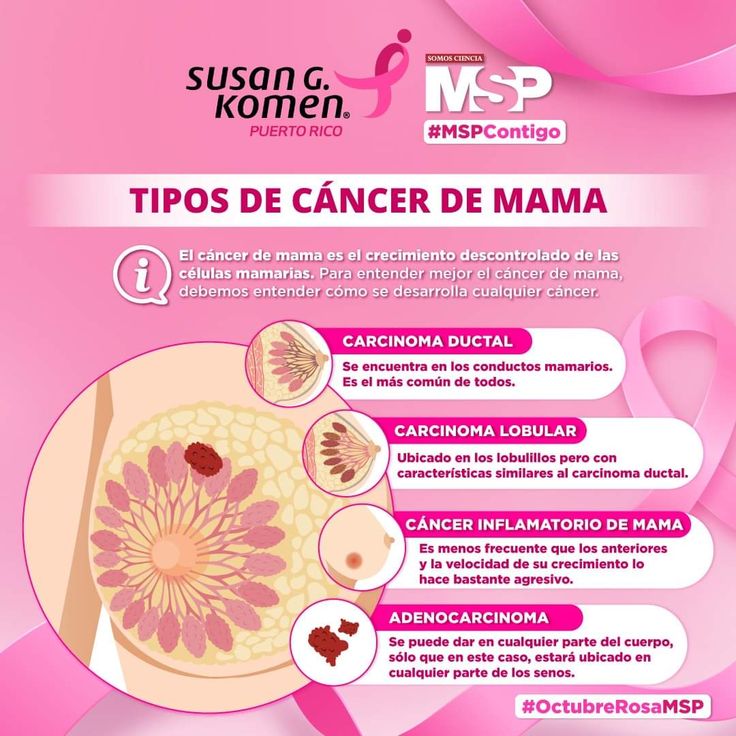 SUSAN G.
Komen®
PUERTO RICO
SOMOS CIENCIA
MSP
#MSPContigo
TIPOS DE CÁNCER DE MAMA
i
El cáncer de mama es el crecimiento descontrolado de las
células mamarias. Para entender mejor el cáncer de mama,
debemos entender cómo se desarrolla cualquier cáncer.
CARCINOMA DUCTAL
Se encuentra en los conductos mamarios.
Es el más común de todos.
CARCINOMA LOBULAR
Ubicado en los lobulillos pero con
características similares al carcinoma ductal.
CÁNCER INFLAMATORIO DE MAMA
Es menos frecuente que los anteriores
y la velocidad de su crecimiento lo
hace bastante agresivo.
ADENOCARCINOMA
Se puede dar en cualquier parte del cuerpo,
sólo que en este caso, estará ubicado en
cualquier parte de los senos.
#OctubreRosaMSP